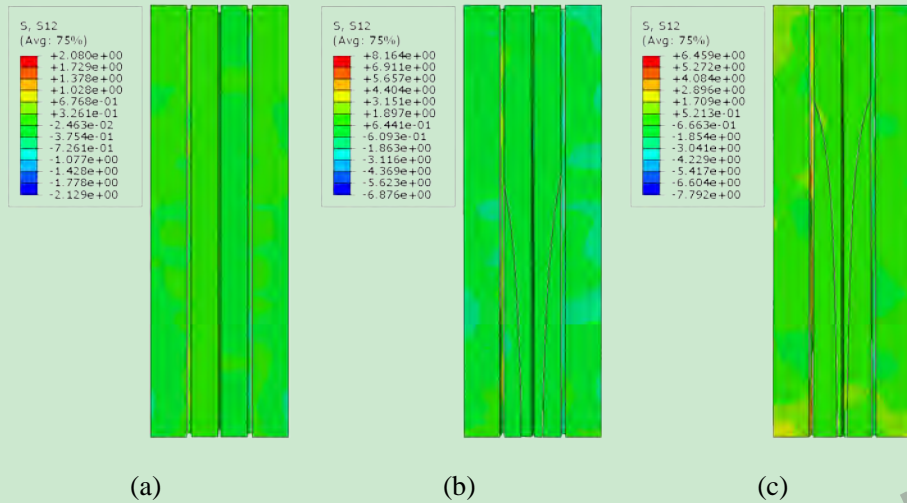 S, S12
(Avg: 75%)
+2.080e+00
+1.729e+00
+1.378e+00
+1.028e+00
+6.768e-01
+3.261e-01
-2.463e-02
-3.754e-01
-7.261e-01
-1.077e+00
-1.428e+00
-1.778e+00
-2.129e+00
S, S12
(Avg: 75%)
+8.164e+00
+6.911e+00
+5.657e+00
+4.404e+00
+3.151e+00
+1.897e+00
+6.441e-01
-6.093e-01
-1.863e+00
-3.116e+00
-4.369e+00
-5.623e+00
-6.876e+00
S, S12
(Avg: 75%)
+6.459e+00
+5.272e+00
+4.084e+00
+2.896e+00
+1.709e+00
+5.213e-01
-6.663e-01
-1.854e+00
-3.041e+00
-4.229e+00
-5.417e+00
-6.604e+00
-7.792e+00
(a) (b) (c)